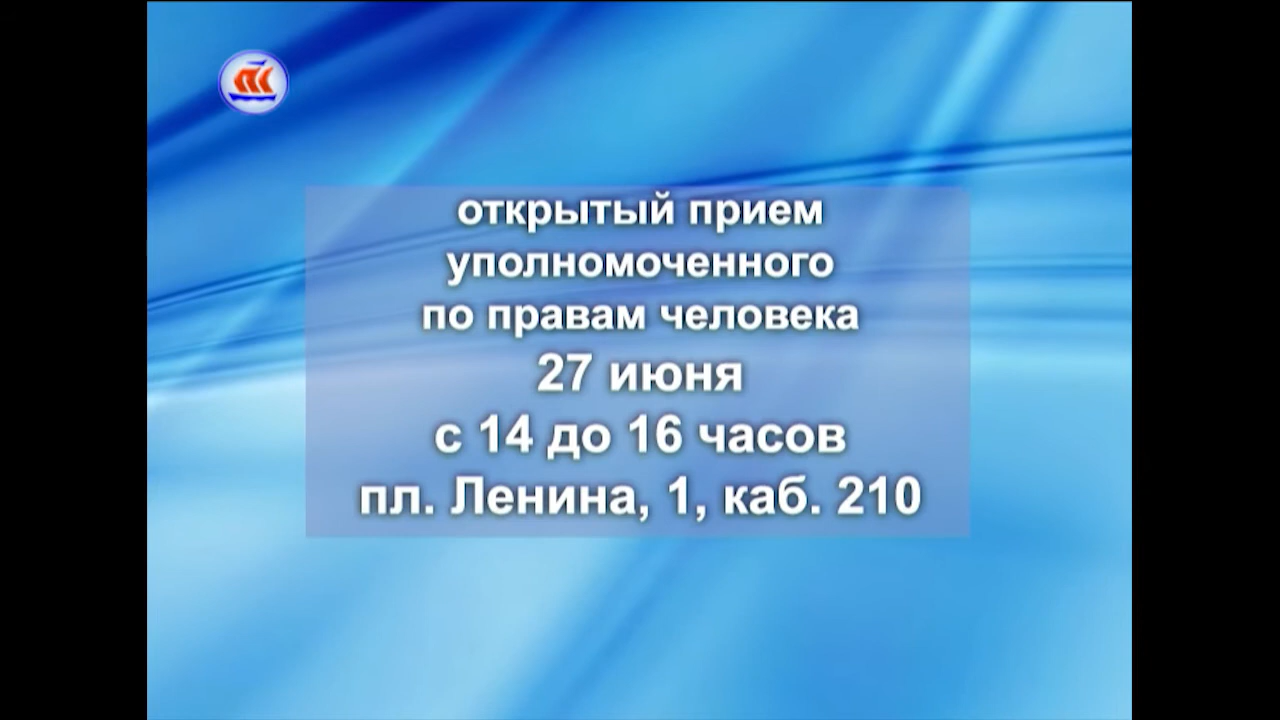 открытый прием
уполномоченного
по правам человека
27 июня
с 14 до 16 часов
пл. Ленина, 1, каб. 210